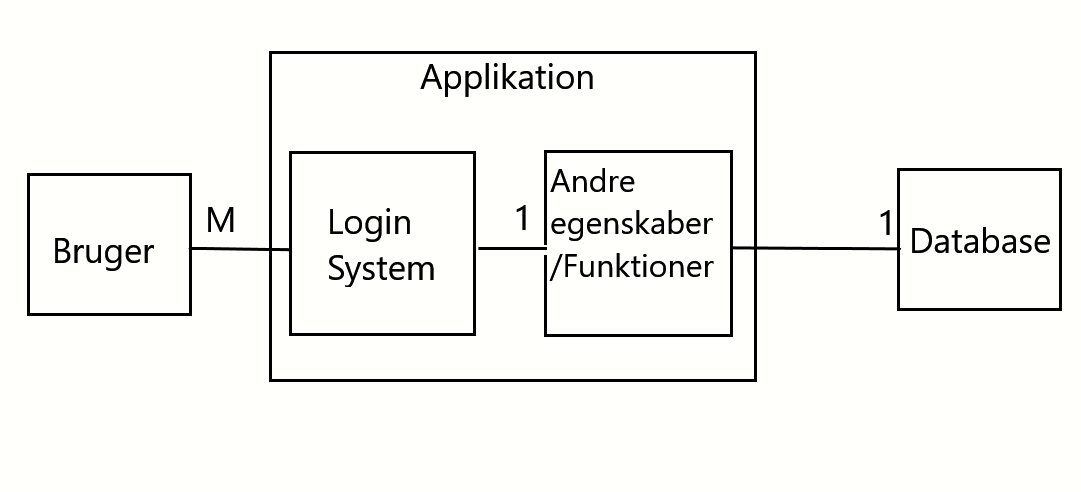 Applikation
Bruger
M
Login
System
1
Andre
egenskaber
/Funktioner
1
Database